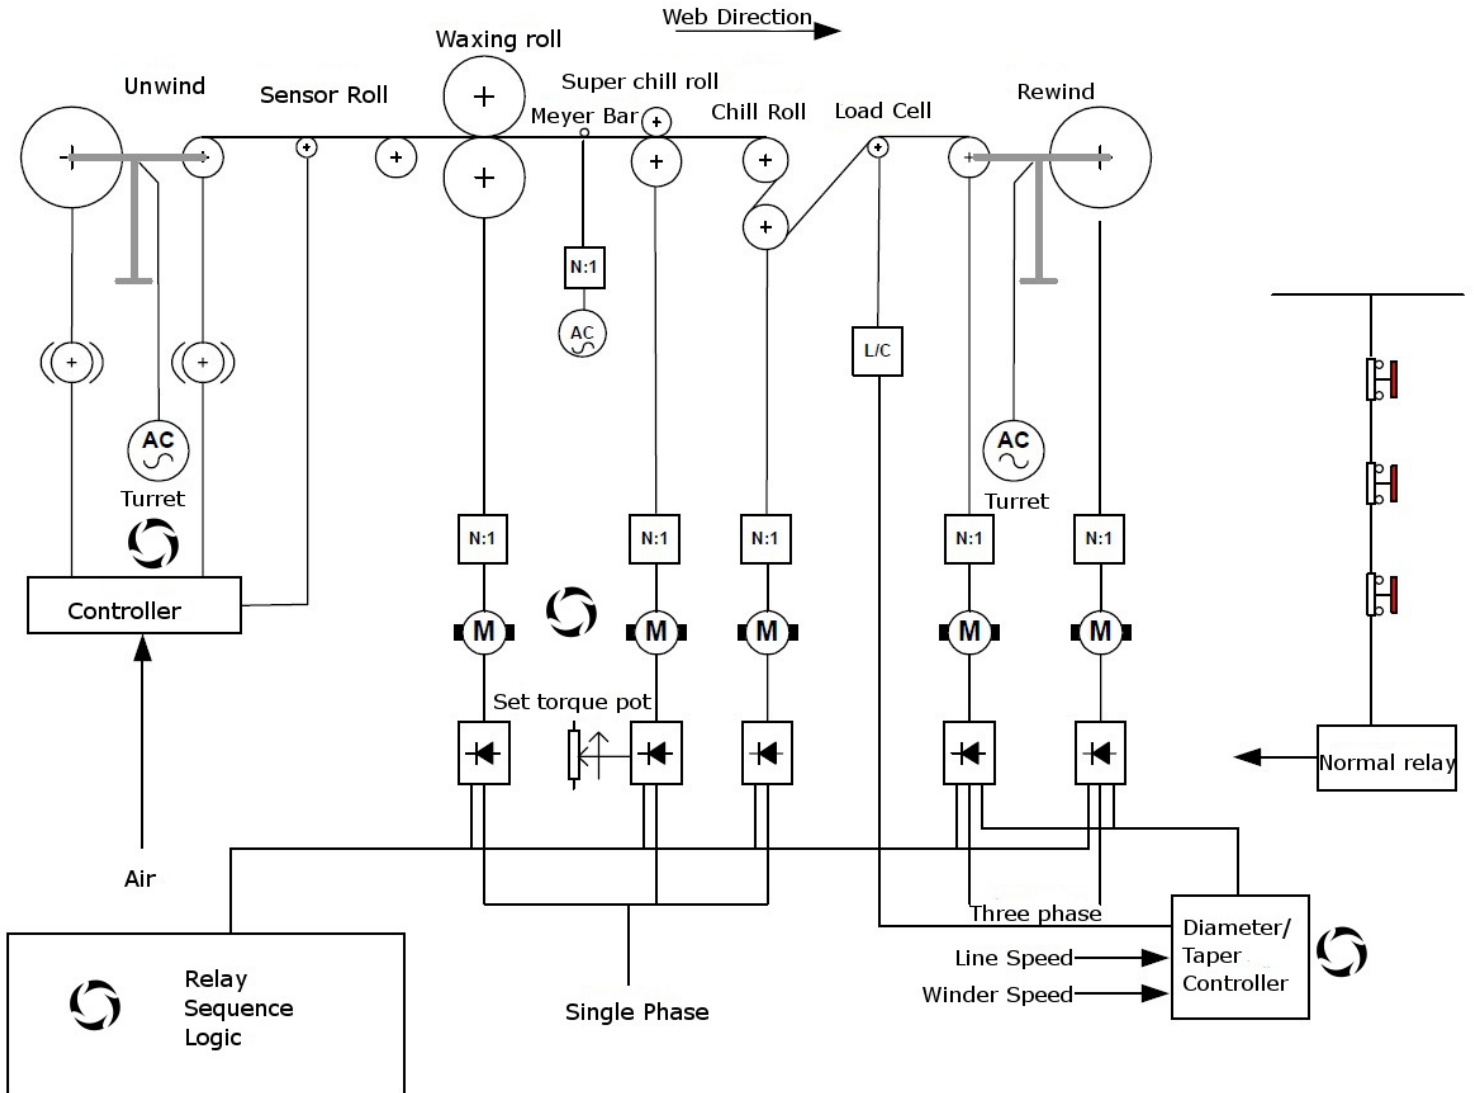 Web Direction
Waxing roll
Unwind
Sensor Roll
Super chill roll
Meyer Bar
Chill Roll
Load Cell
Rewind
N:1
AC
L/C
AC
Turret
AC
Turret
N:1
N:1
N:1
N:1
N:1
Controller
M
M
M
M
M
Set torque pot
Normal relay
Air
Three phase
Diameter/
Taper
Controller
Line Speed
Winder Speed
Relay
Sequence
Logic
Single Phase